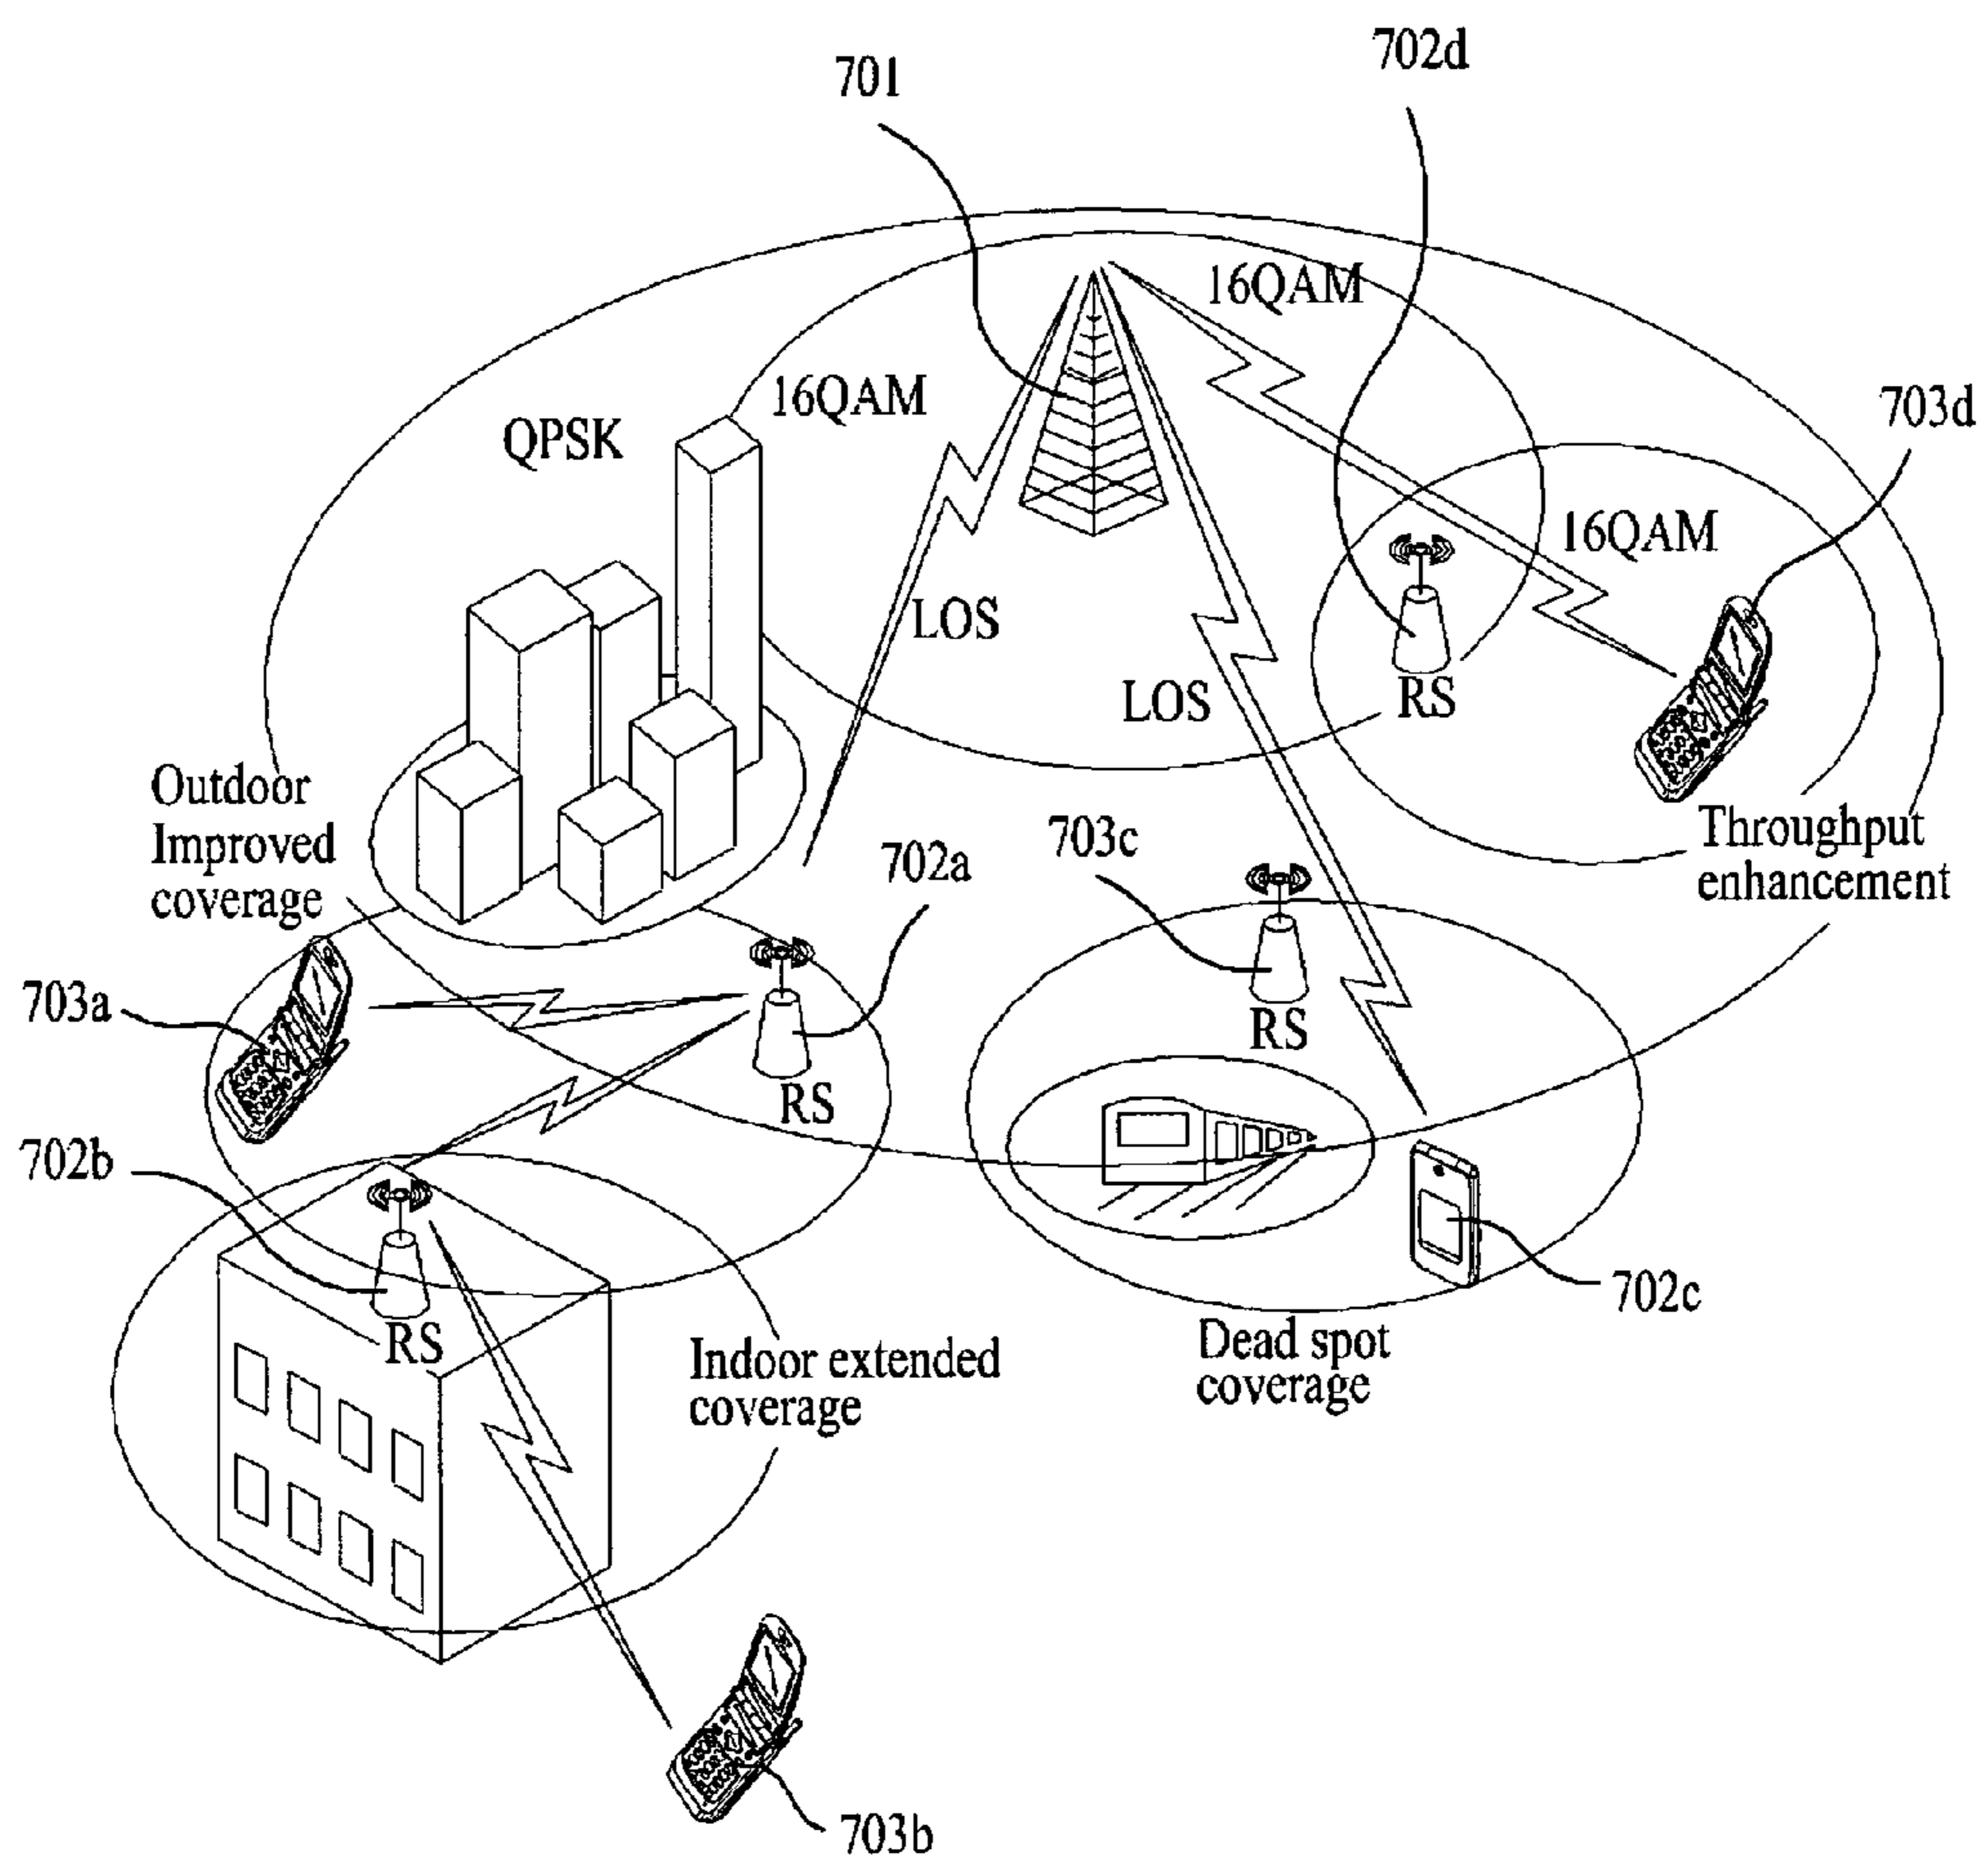 702d
701
16QAM
16QAM
QPSK
703d
16QAM
LOS
RS
LOS
Outdoor
Improved
coverage
703c
702a
Throughput
enhancement
703a
RS
RS
702b
702c
RS
Indoor extended
coverage
Dead spot
coverage
703b